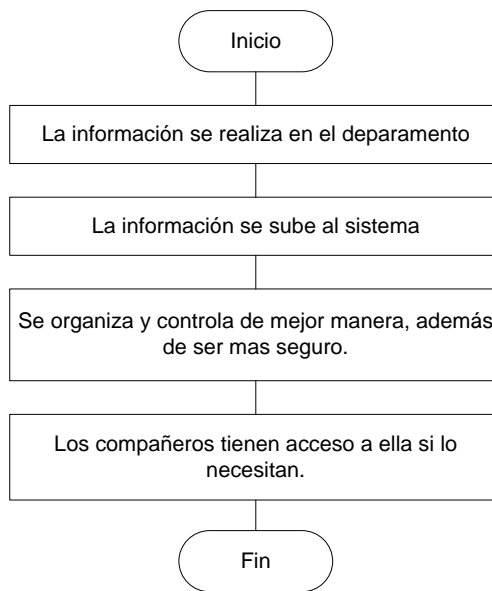 Inicio
La información se realiza en el deparamento
La información se sube al sistema
Se organiza y controla de mejor manera, además
de ser mas seguro.
Los compañeros tienen acceso a ella si lo
necesitan.
Fin